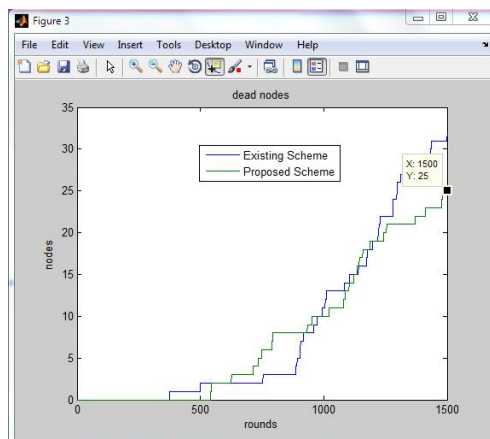 Figure 3
File Edit View Insert Tools Desktop Window Help
dead nodes
35
30
25
20
15
10
5
0
nodes
Existing Scheme
Proposed Scheme
X: 1500
Y: 25
0 500 1000 1500
rounds